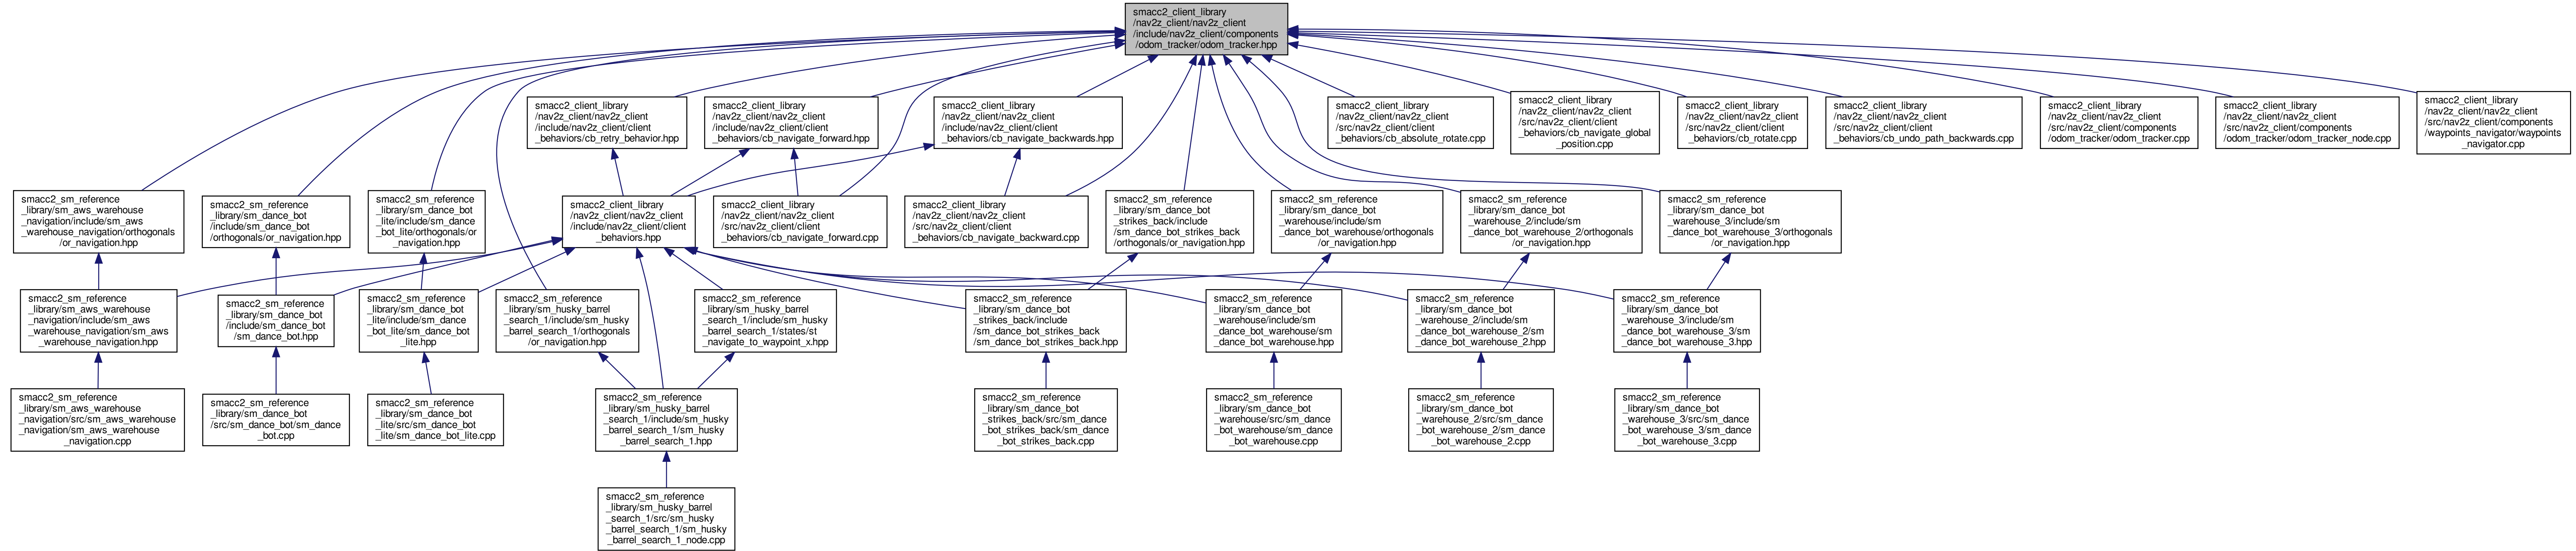 smacc2_client_library
/nav2z_client/nav2z_client
/include/nav2z_client/components
/odom_tracker/odom_tracker.hpp
smacc2_client_library
/nav2z_client/nav2z_client
/include/nav2z_client/client
_behaviors/cb_retry_behavior.hpp
smacc2_client_library
/nav2z_client/nav2z_client
/include/nav2z_client/client
_behaviors/cb_navigate_forward.hpp
smacc2_client_library
/nav2z_client/nav2z_client
/include/nav2z_client/client
_behaviors/cb_navigate_backwards.hpp
smacc2_client_library
/nav2z_client/nav2z_client
/src/nav2z_client/client
_behaviors/cb_absolute_rotate.cpp
smacc2_client_library
/nav2z_client/nav2z_client
/src/nav2z_client/client
_behaviors/cb_navigate_global
_position.cpp
smacc2_client_library
/nav2z_client/nav2z_client
/src/nav2z_client/client
_behaviors/cb_rotate.cpp
smacc2_client_library
/nav2z_client/nav2z_client
/src/nav2z_client/client
_behaviors/cb_undo_path_backwards.cpp
smacc2_client_library
/nav2z_client/nav2z_client
/src/nav2z_client/components
/odom_tracker/odom_tracker.cpp
smacc2_client_library
/nav2z_client/nav2z_client
/src/nav2z_client/components
/odom_tracker/odom_tracker_node.cpp
smacc2_client_library
/nav2z_client/nav2z_client
/src/nav2z_client/components
/waypoints_navigator/waypoints
_navigator.cpp
smacc2_sm_reference
_library/sm_aws_warehouse
_navigation/include/sm_aws
_warehouse_navigation/orthogonals
/or_navigation.hpp
smacc2_sm_reference
_library/sm_dance_bot
/include/sm_dance_bot
/orthogonals/or_navigation.hpp
smacc2_sm_reference
_library/sm_dance_bot
_lite/include/sm_dance
_bot_lite/orthogonals/or
_navigation.hpp
smacc2_client_library
/nav2z_client/nav2z_client
/include/nav2z_client/client
_behaviors.hpp
smacc2_client_library
/nav2z_client/nav2z_client
/src/nav2z_client/client
_behaviors/cb_navigate_forward.cpp
smacc2_client_library
/nav2z_client/nav2z_client
/src/nav2z_client/client
_behaviors/cb_navigate_backward.cpp
smacc2_sm_reference
_library/sm_dance_bot
_strikes_back/include
/sm_dance_bot_strikes_back
/orthogonals/or_navigation.hpp
smacc2_sm_reference
_library/sm_dance_bot
_warehouse/include/sm
_dance_bot_warehouse/orthogonals
/or_navigation.hpp
smacc2_sm_reference
_library/sm_dance_bot
_warehouse_2/include/sm
_dance_bot_warehouse_2/orthogonals
/or_navigation.hpp
smacc2_sm_reference
_library/sm_dance_bot
_warehouse_3/include/sm
_dance_bot_warehouse_3/orthogonals
/or_navigation.hpp
smacc2_sm_reference
_library/sm_aws_warehouse
_navigation/include/sm_aws
_warehouse_navigation/sm_aws
_warehouse_navigation.hpp
smacc2_sm_reference
_library/sm_dance_bot
/include/sm_dance_bot
/sm_dance_bot.hpp
smacc2_sm_reference
_library/sm_dance_bot
_lite/include/sm_dance
_bot_lite/sm_dance_bot
_lite.hpp
smacc2_sm_reference
_library/sm_husky_barrel
_search_1/include/sm_husky
_barrel_search_1/orthogonals
/or_navigation.hpp
smacc2_sm_reference
_library/sm_husky_barrel
_search_1/include/sm_husky
_barrel_search_1/states/st
_navigate_to_waypoint_x.hpp
smacc2_sm_reference
_library/sm_dance_bot
_strikes_back/include
/sm_dance_bot_strikes_back
/sm_dance_bot_strikes_back.hpp
smacc2_sm_reference
_library/sm_dance_bot
_warehouse/include/sm
_dance_bot_warehouse/sm
_dance_bot_warehouse.hpp
smacc2_sm_reference
_library/sm_dance_bot
_warehouse_2/include/sm
_dance_bot_warehouse_2/sm
_dance_bot_warehouse_2.hpp
smacc2_sm_reference
_library/sm_dance_bot
_warehouse_3/include/sm
_dance_bot_warehouse_3/sm
_dance_bot_warehouse_3.hpp
smacc2_sm_reference
_library/sm_aws_warehouse
_navigation/src/sm_aws_warehouse
_navigation/sm_aws_warehouse
_navigation.cpp
smacc2_sm_reference
_library/sm_dance_bot
/src/sm_dance_bot/sm_dance
_bot.cpp
smacc2_sm_reference
_library/sm_dance_bot
_lite/src/sm_dance_bot
_lite/sm_dance_bot_lite.cpp
smacc2_sm_reference
_library/sm_husky_barrel
_search_1/include/sm_husky
_barrel_search_1/sm_husky
_barrel_search_1.hpp
smacc2_sm_reference
_library/sm_dance_bot
_strikes_back/src/sm_dance
_bot_strikes_back/sm_dance
_bot_strikes_back.cpp
smacc2_sm_reference
_library/sm_dance_bot
_warehouse/src/sm_dance
_bot_warehouse/sm_dance
_bot_warehouse.cpp
smacc2_sm_reference
_library/sm_dance_bot
_warehouse_2/src/sm_dance
_bot_warehouse_2/sm_dance
_bot_warehouse_2.cpp
smacc2_sm_reference
_library/sm_dance_bot
_warehouse_3/src/sm_dance
_bot_warehouse_3/sm_dance
_bot_warehouse_3.cpp
smacc2_sm_reference
_library/sm_husky_barrel
_search_1/src/sm_husky
_barrel_search_1/sm_husky
_barrel_search_1_node.cpp